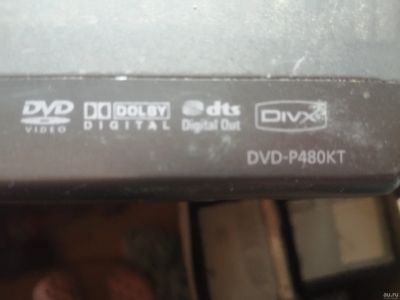 DVD DOLBY dts DivX
VIDEO DIGITAL Digital Out
DVD-P480KT
au.ru